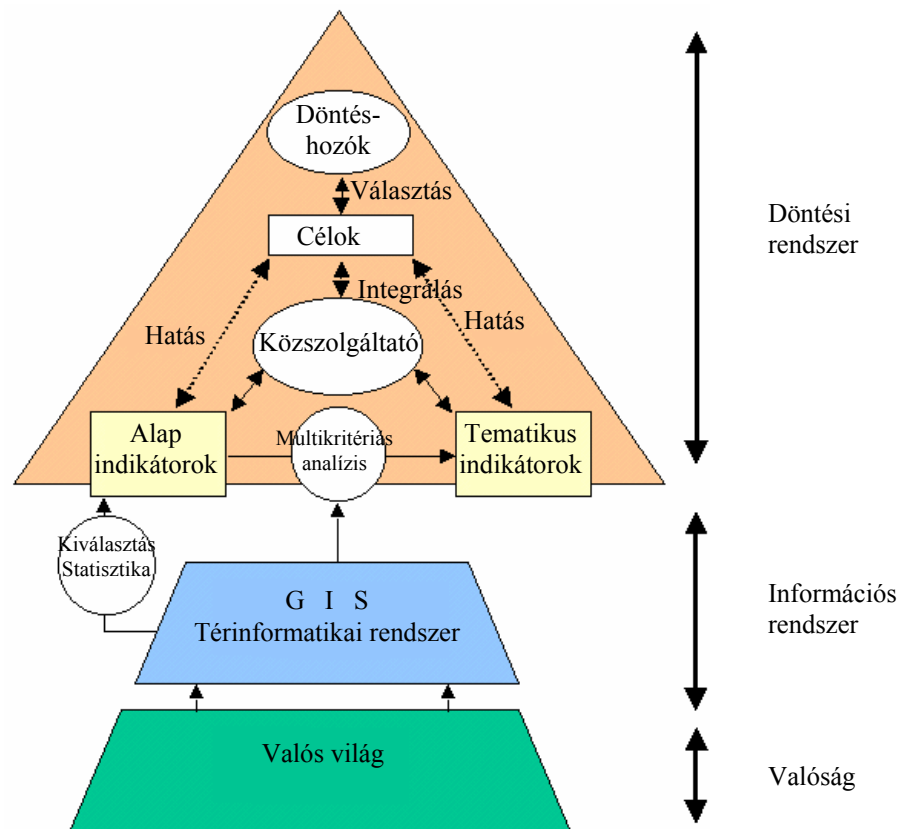 Döntés-
hozók
Választás
Célok
Integrálás
Hatás
Hatás
Közszolgáltató
Alap
indikátorok
Multikritériás
analízis
Tematikus
indikátorok
Döntési
rendszer
Kiválasztás
Statisztika
G I S
Térinformatikai rendszer
Információs
rendszer
Valós világ
Valóság